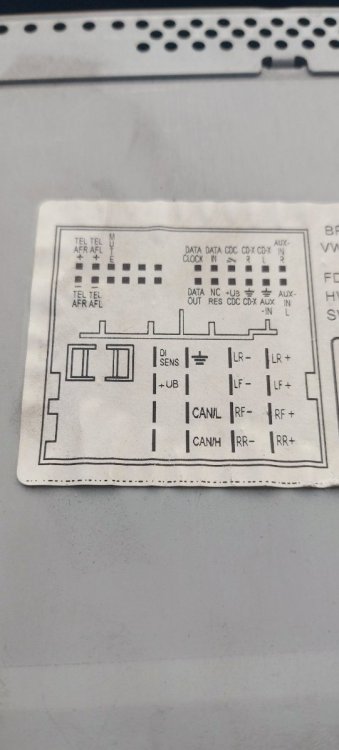 TEL AFR +
TEL AFL +
MUTE
DATA CLOCK
DATA IN
CDC
CD-X R
CD-X L
AUX-IN R
− TEL AFR
− TEL AFL
DATA OUT
NC RES
+UB CDC
CD-X
AUX-IN
AUX-IN L
DI SENS
LR− LR+
+UB LF− LF+
CAN/L RF− RF+
CAN/H RR− RR+
VW
FD
HW